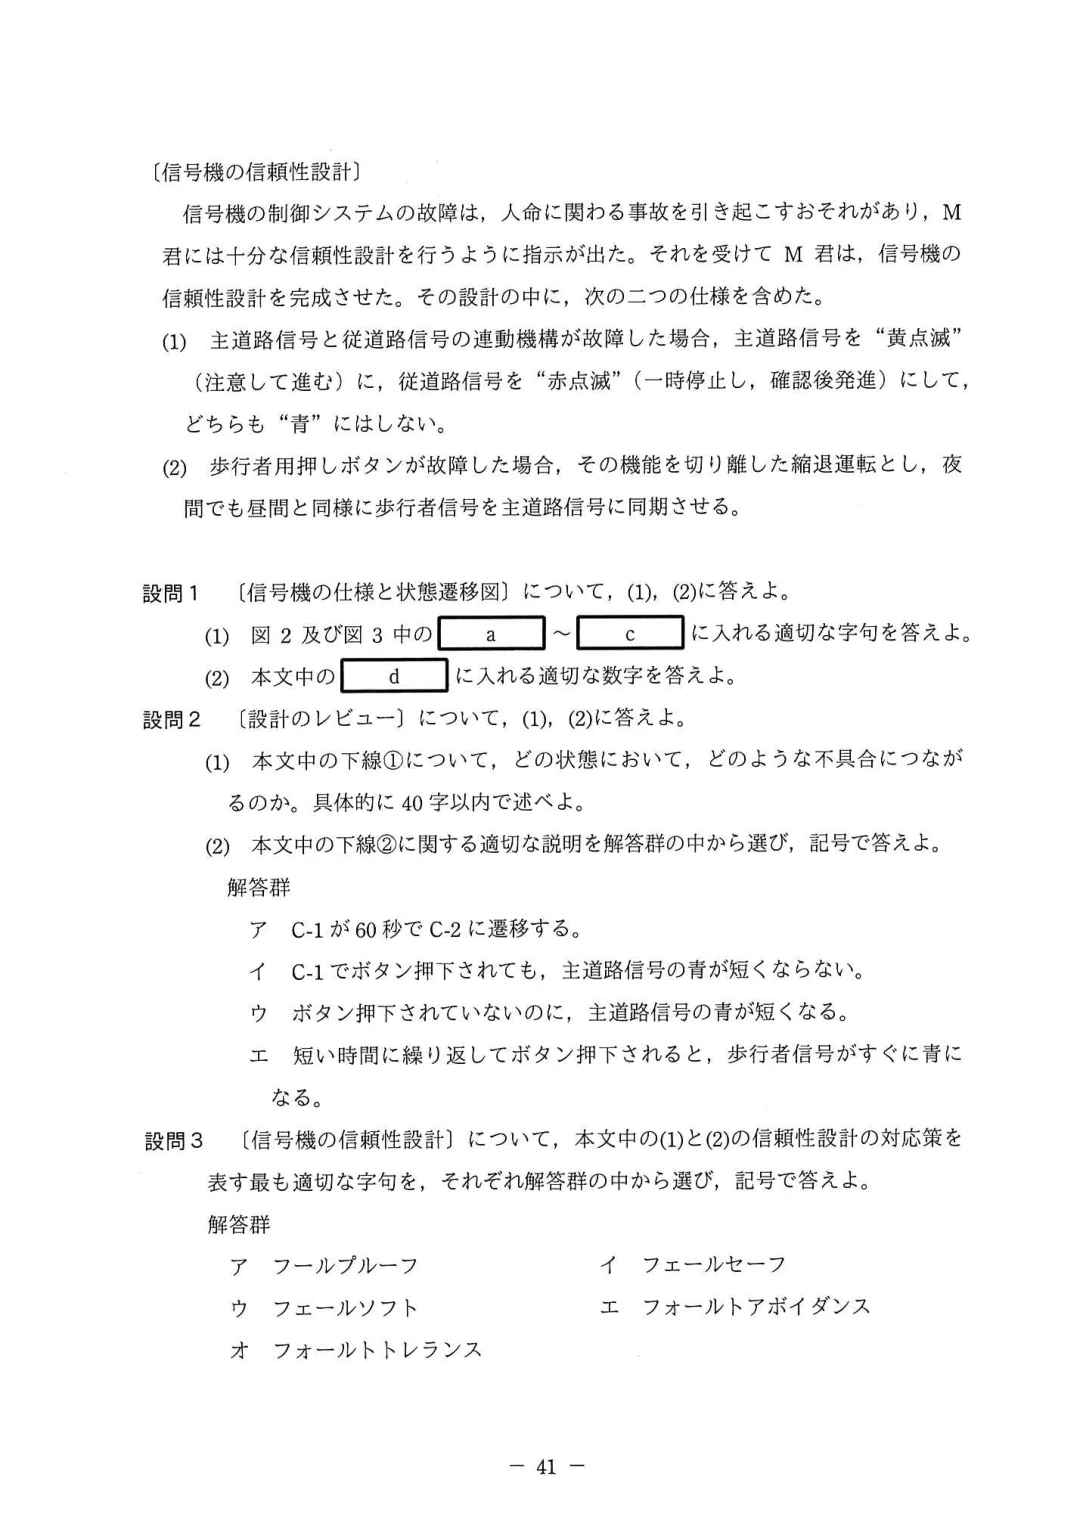 〔信号機の信頼性設計〕
信号機の制御システムの故障は，人命に関わる事故を引き起こすおそれがあり，M
君には十分な信頼性設計を行うように指示が出た。それを受けて M 君は，信号機の
信頼性設計を完成させた。その設計の中に，次の二つの仕様を含めた。
(1) 主道路信号と従道路信号の連動機構が故障した場合，主道路信号を“黄点滅”
（注意して進む）に，従道路信号を“赤点滅”（一時停止し，確認後発進）にして，
どちらも“青”にはしない。
(2) 歩行者用押しボタンが故障した場合，その機能を切り離した縮退運転とし，夜
間でも昼間と同様に歩行者信号を主道路信号に同期させる。
設問1 〔信号機の仕様と状態遷移図〕について，(1)，(2)に答えよ。
(1) 図 2 及び図 3 中の a ～ c に入れる適切な字句を答えよ。
(2) 本文中の d に入れる適切な数字を答えよ。
設問2 〔設計のレビュー〕について，(1)，(2)に答えよ。
(1) 本文中の下線①について，どの状態において，どのような不具合につなが
るのか。具体的に 40 字以内で述べよ。
(2) 本文中の下線②に関する適切な説明を解答群の中から選び，記号で答えよ。
解答群
ア C-1 が 60 秒で C-2 に遷移する。
イ C-1 でボタン押下されても，主道路信号の青が短くならない。
ウ ボタン押下されていないのに，主道路信号の青が短くなる。
エ 短い時間に繰り返してボタン押下されると，歩行者信号がすぐに青に
なる。
設問3 〔信号機の信頼性設計〕について，本文中の(1)と(2)の信頼性設計の対応策を
表す最も適切な字句を，それぞれ解答群の中から選び，記号で答えよ。
解答群
ア フールプルーフ イ フェールセーフ
ウ フェールソフト エ フォールトアボイダンス
オ フォールトトレランス
－ 41 －